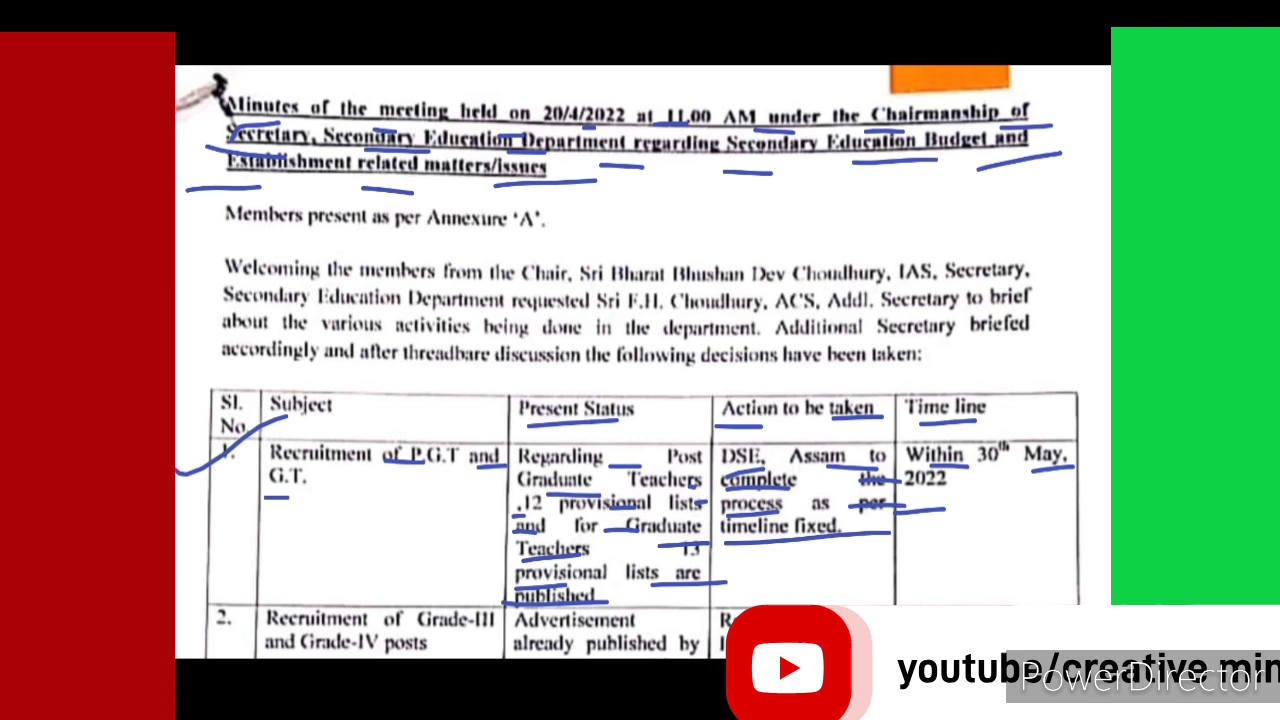 Minutes of the meeting held on 20/4/2022 at 11.00 AM under the Chairmanship of
Secretary, Secondary Education Department regarding Secondary Education Budget and
Establishment related matters/issues
Members present as per Annexure 'A'.
Welcoming the members from the Chair, Sri Bharat Bhushan Dev Choudhury, IAS, Secretary,
Secondary Education Department requested Sri F.H. Choudhury, ACS, Addl. Secretary to brief
about the various activities being done in the department. Additional Secretary briefed
accordingly and after threadbare discussion the following decisions have been taken:
Sl.
No.
Subject
Present Status
Action to be taken
Time line
1.
Recruitment of P.G.T and
G.T.
Regarding Post
Graduate Teachers
,12 provisional lists
and for Graduate
Teachers 13
provisional lists are
published
DSE, Assam to
complete the
process as per
timeline fixed.
Within 30th May,
2022
2.
Recruitment of Grade-III
and Grade-IV posts
Advertisement
already published by
youtube/creative min
PowerDirector